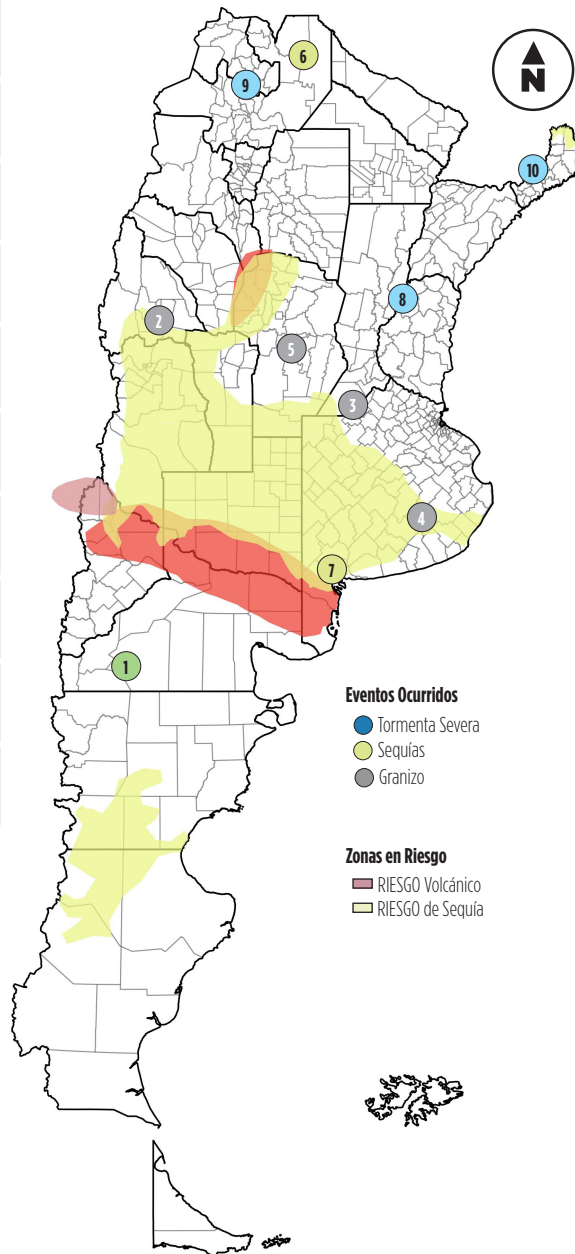 6
N
9
10
8
2
5
3
4
7
1
Eventos Ocurridos
Tormenta Severa
Sequías
Granizo
Zonas en Riesgo
RIESGO Volcánico
RIESGO de Sequía